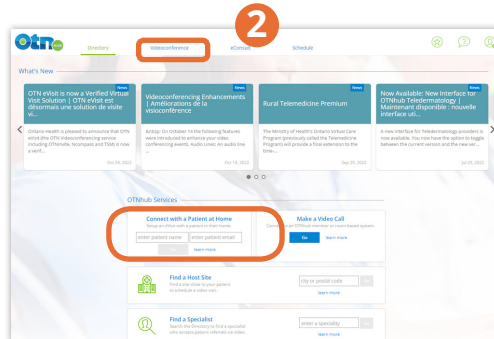 2
OTN hub
Directory
Videoconference
eConsult
Schedule
What's New
News
OTN eVisit is now a Verified Virtual
Visit Solution | OTN eVisit est
désormais une solution de visite
vi...
Ontario Health is pleased to announce that OTN
eVisit (the OTN Videoconferencing service
including OTNinvite, Ncompass and TSM) is now
a verif...
Oct 24, 2022
News
Videoconferencing Enhancements
| Améliorations de la
visioconférence
&nbsp; On October 14 the following features
were introduced to enhance your video
conferencing events. Audio Lines: An audio line
...
Oct 14, 2022
News
Rural Telemedicine Premium
The Ministry of Health's Ontario Virtual Care
Program (previously called the Telemedicine
Program) will provide a final extension to the
time-...
Sep 20, 2022
News
Now Available: New Interface for
OTNhub Teledermatology |
Maintenant disponible : nouvelle
interface uti...
A new interface for Teledermatology providers is
now available. You now have the option to toggle
between the current version and the new ver...
Jul 29, 2022
OTNhub Services
Connect with a Patient at Home
Setup an eVisit with a patient in their home.
enter patient name
enter patient email
Go
learn more
Make a Video Call
an OTNhub member or room-based system.
Go
learn more
Find a Host Site
Find a site close to your patient
to schedule a video visit.
city or postal code
Go
learn more
Find a Specialist
Search the Directory to find a specialist
who accepts patient referrals via video.
enter a speciality
Go
learn more